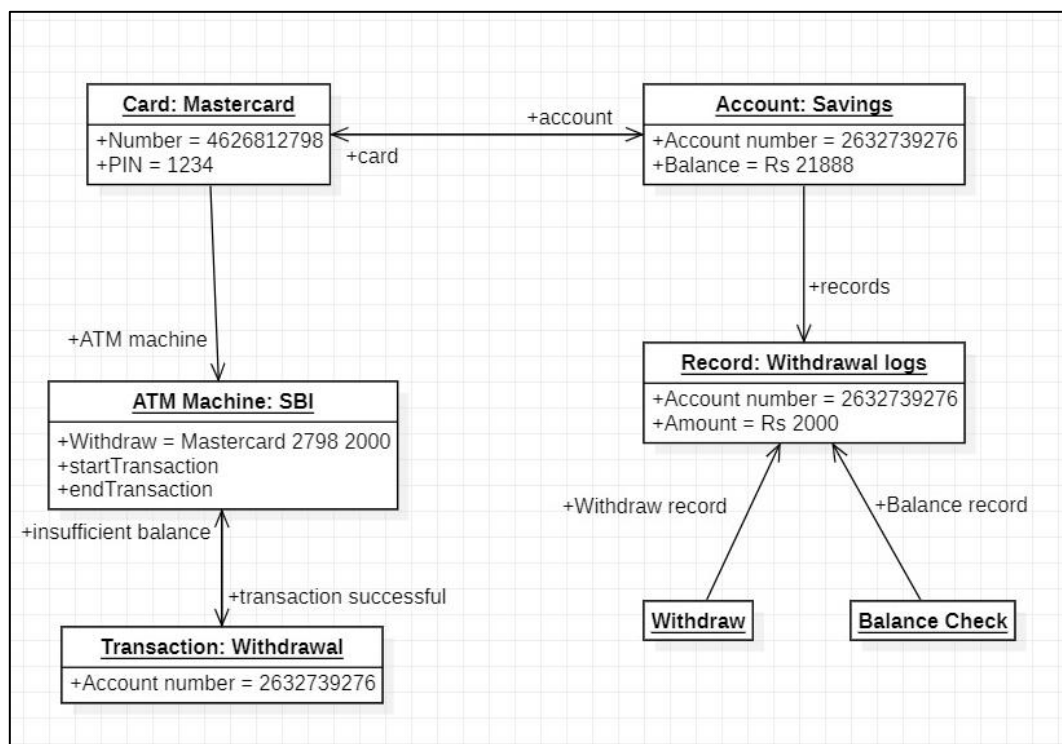 Card: Mastercard
+Number = 4626812798
+PIN = 1234
+account
+card
Account: Savings
+Account number = 2632739276
+Balance = Rs 21888
+ATM machine
+records
ATM Machine: SBI
+Withdraw = Mastercard 2798 2000
+startTransaction
+endTransaction
Record: Withdrawal logs
+Account number = 2632739276
+Amount = Rs 2000
+insufficient balance
+transaction successful
+Withdraw record
+Balance record
Transaction: Withdrawal
+Account number = 2632739276
Withdraw
Balance Check